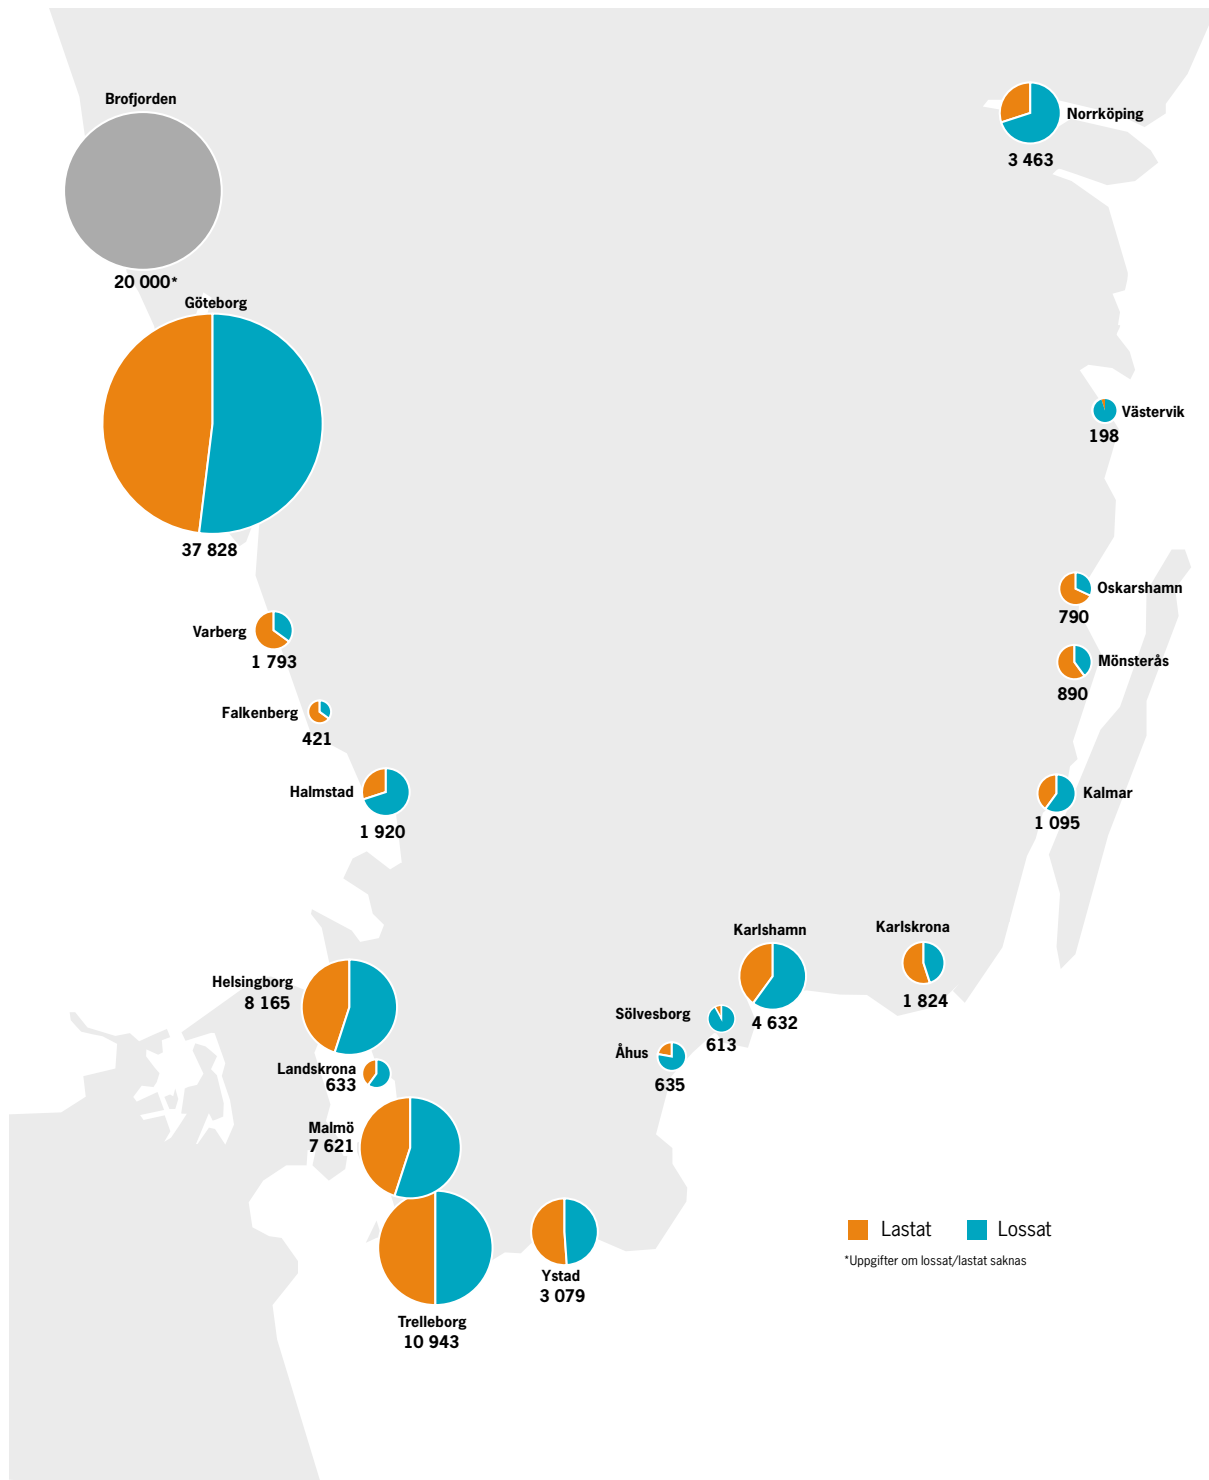 Brofjorden
20 000*
Göteborg
37 828
Norrköping
3 463
Västervik
198
Oskarshamn
790
Mönsterås
890
Kalmar
1 095
Varberg
1 793
Falkenberg
421
Halmstad
1 920
Karlskrona
1 824
Karlshamn
4 632
Sölvesborg
613
Åhus
635
Helsingborg
8 165
Landskrona
633
Malmö
7 621
Trelleborg
10 943
Ystad
3 079
Lastat
Lossat
*Uppgifter om lossat/lastat saknas